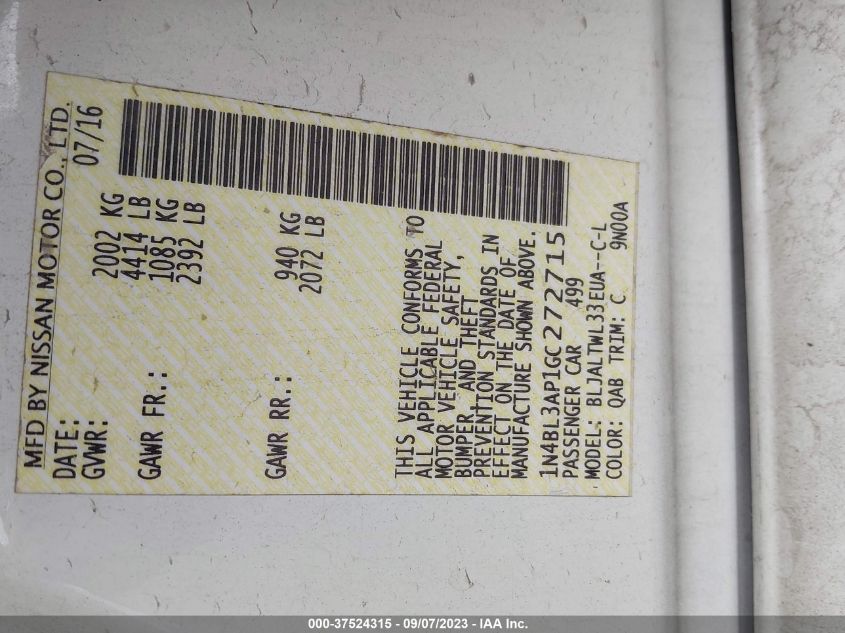 MFD BY NISSAN MOTOR CO., LTD.
DATE: 07/16
GVWR: 2002 KG
4414 LB
GAWR FR.: 1085 KG
2392 LB
GAWR RR.: 940 KG
2072 LB
THIS VEHICLE CONFORMS TO
ALL APPLICABLE FEDERAL
MOTOR VEHICLE SAFETY,
BUMPER, AND THEFT
PREVENTION STANDARDS IN
EFFECT ON THE DATE OF
MANUFACTURE SHOWN ABOVE.
1N4BL3AP1GC272715
PASSENGER CAR 499
MODEL: BLJALTWL33EUA--C-L
COLOR: QAB TRIM: C 9N00A
000-37524315 - 09/07/2023 - IAA Inc.